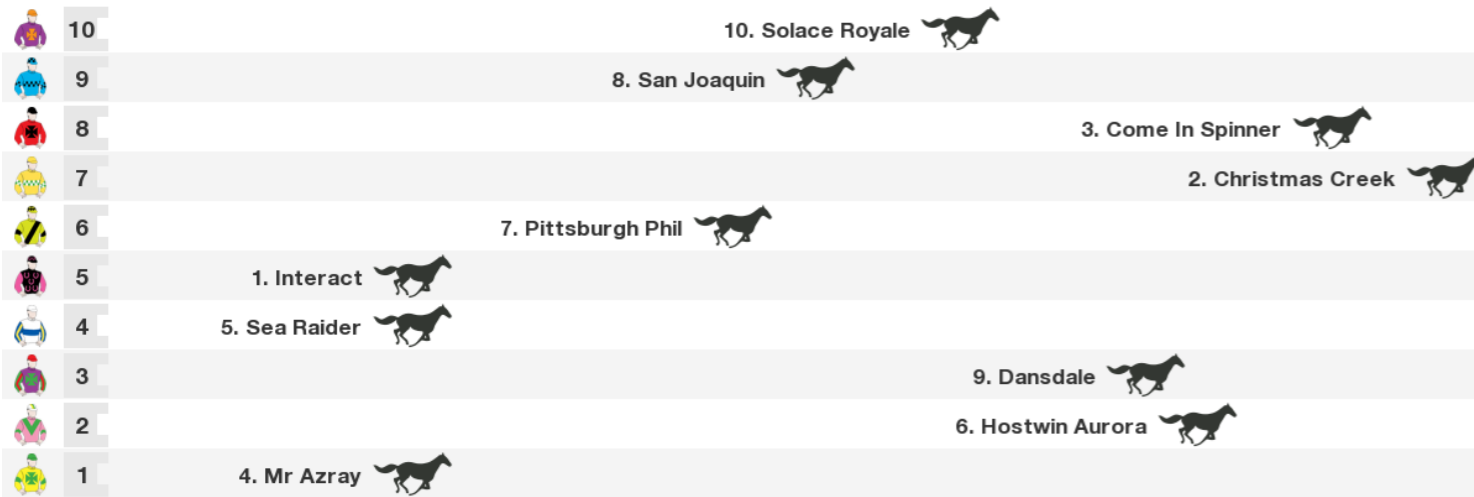 10 10. Solace Royale
9 8. San Joaquin
8 3. Come In Spinner
7 2. Christmas Creek
6 7. Pittsburgh Phil
5 1. Interact
4 5. Sea Raider
3 9. Dansdale
2 6. Hostwin Aurora
1 4. Mr Azray